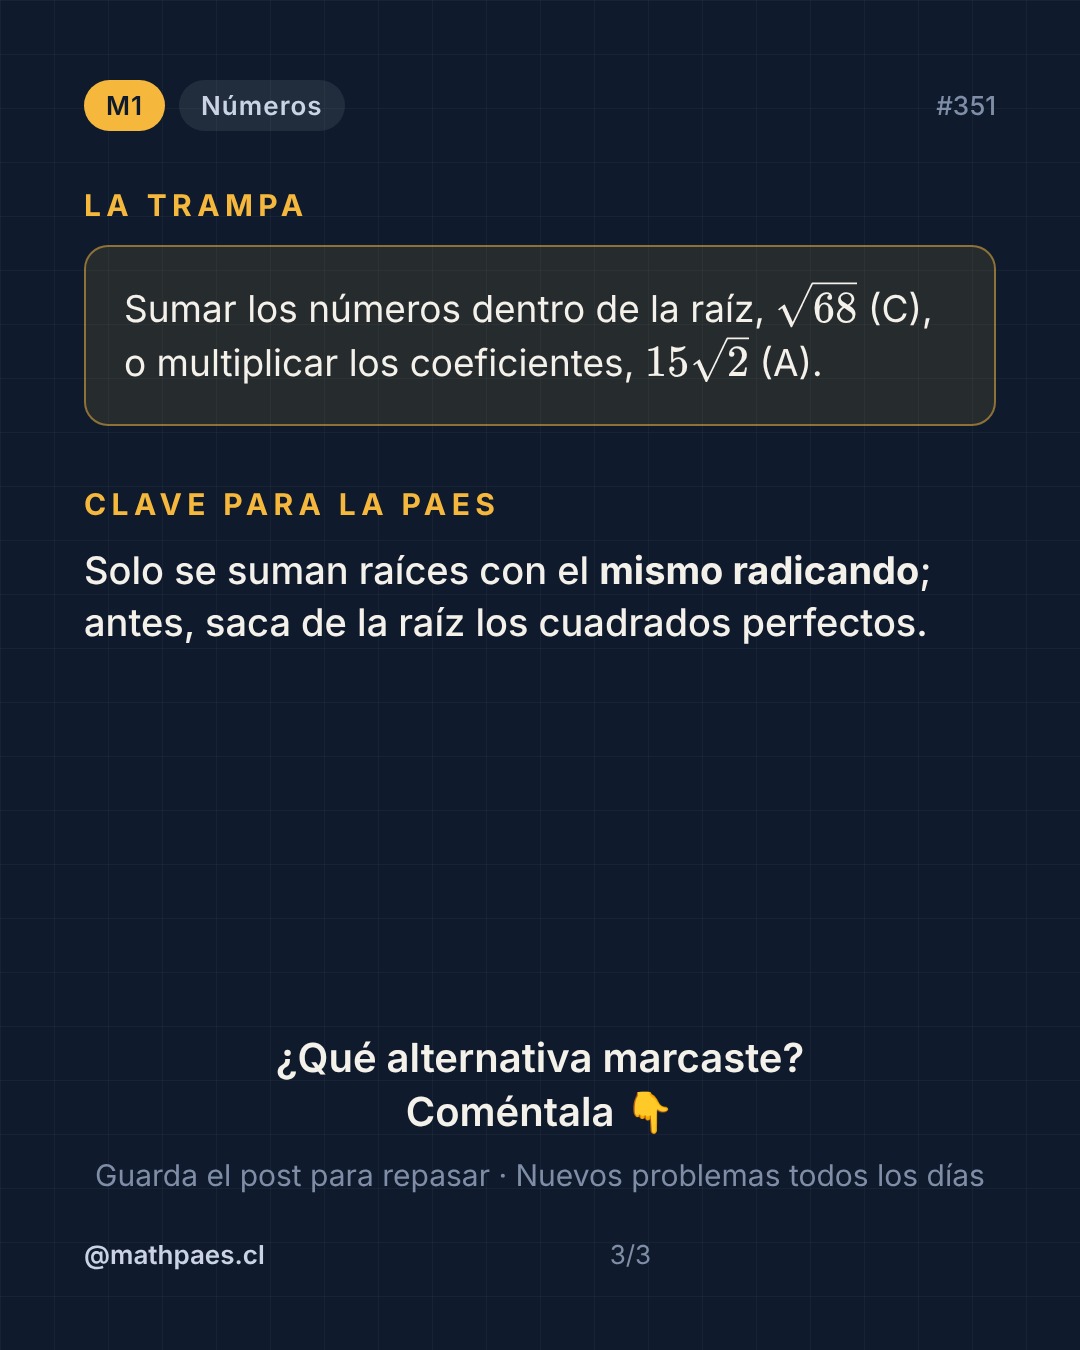 M1 Números #351
LA TRAMPA
Sumar los números dentro de la raíz, √68 (C),
o multiplicar los coeficientes, 15√2 (A).
CLAVE PARA LA PAES
Solo se suman raíces con el mismo radicando;
antes, saca de la raíz los cuadrados perfectos.
¿Qué alternativa marcaste?
Coméntala 👇
Guarda el post para repasar · Nuevos problemas todos los días
@mathpaes.cl 3/3